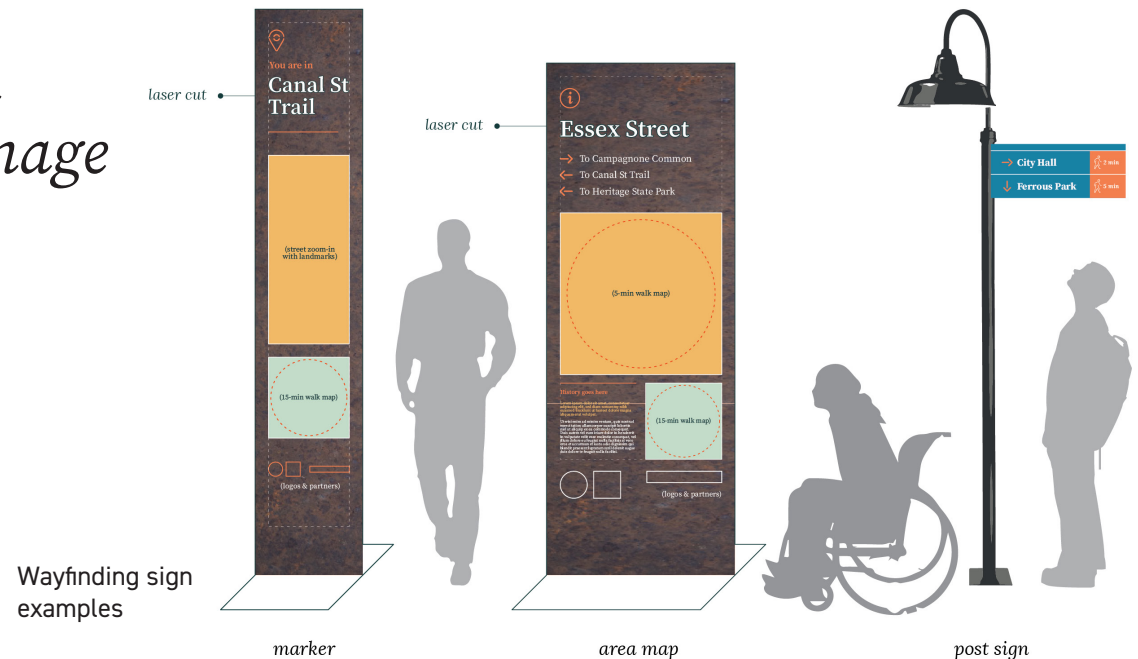 nage
laser cut
You are in
Canal St
Trail
(street zoom-in
with landmarks)
(15-min walk map)
(logos & partners)
laser cut
Essex Street
To Campagnone Common
To Canal St Trail
To Heritage State Park
(5-min walk map)
History goes here
(15-min walk map)
(logos & partners)
City Hall
2 min
Ferrous Park
5 min
Wayfinding sign
examples
marker
area map
post sign